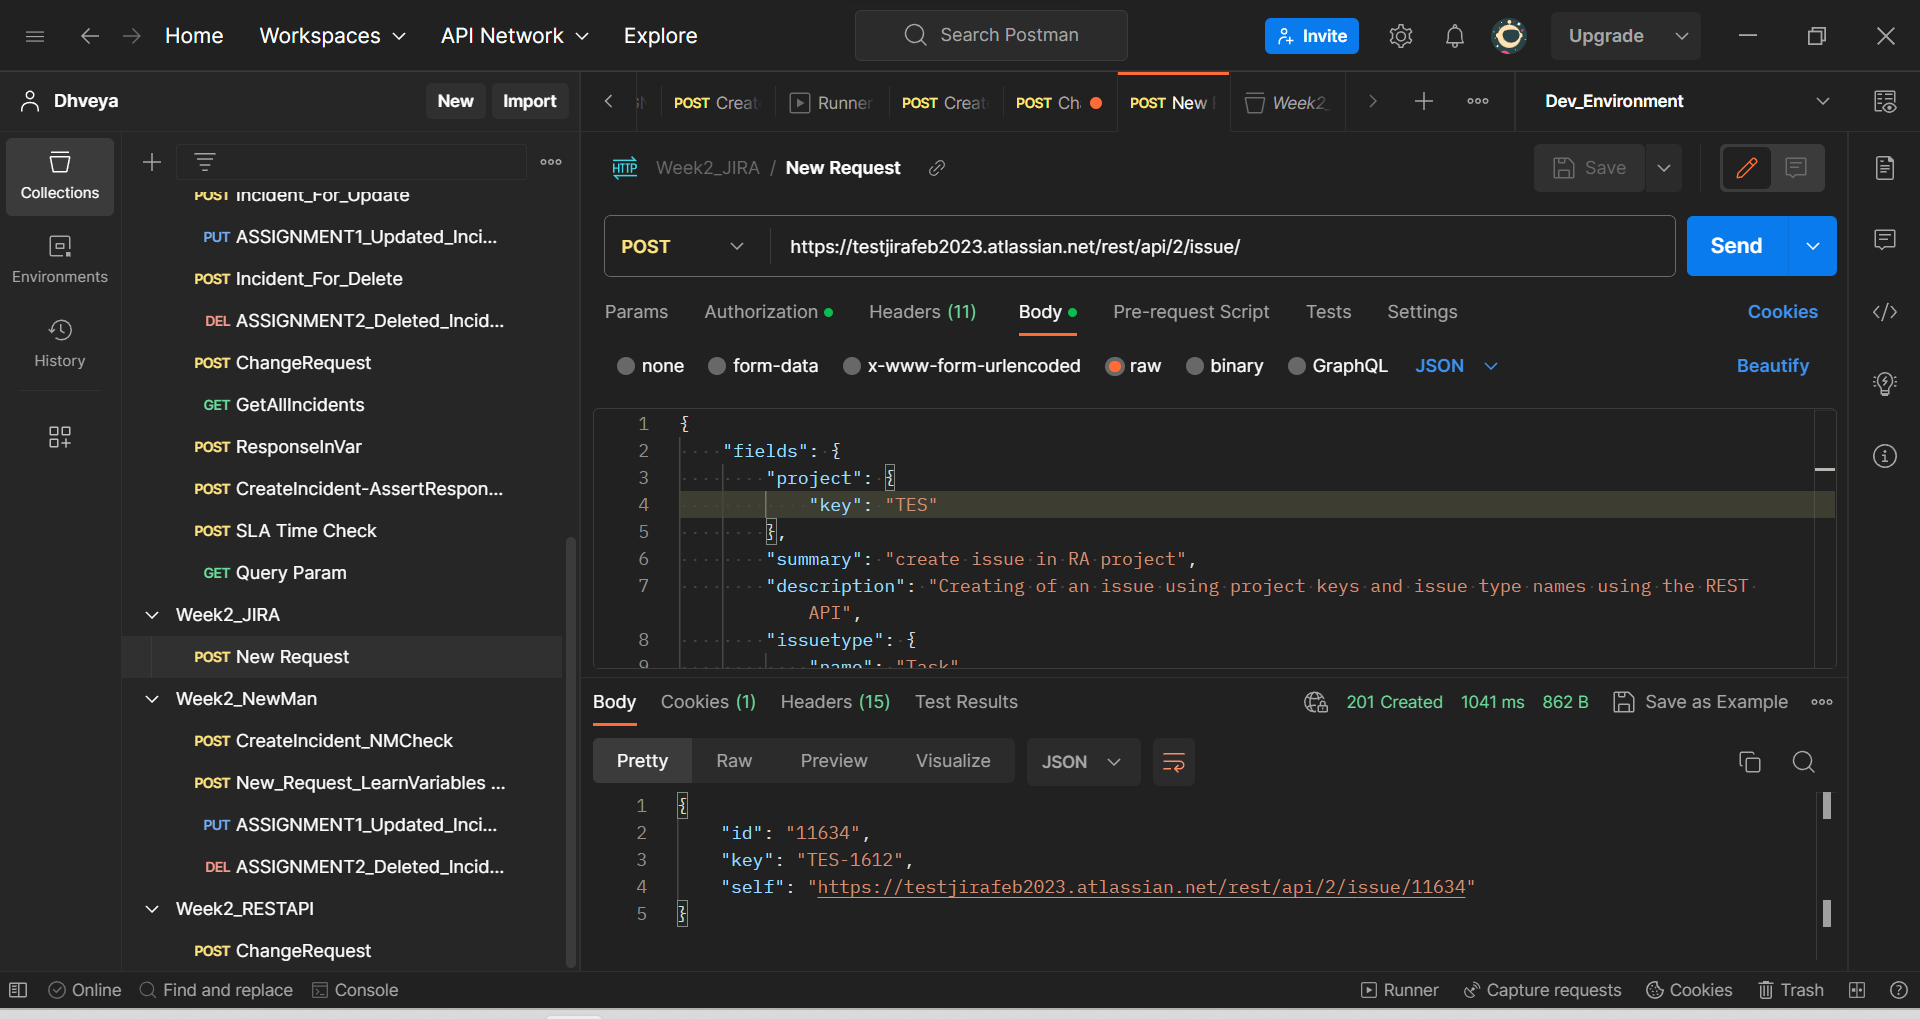 Home Workspaces API Network Explore Search Postman Invite Upgrade
Dhveya New Import POST Creat Runner POST Creat POST Ch POST New Week2_ Dev_Environment
Collections
Environments
History
POST Incident_For_Update
PUT ASSIGNMENT1_Updated_Inci...
POST Incident_For_Delete
DEL ASSIGNMENT2_Deleted_Incid...
POST ChangeRequest
GET GetAllIncidents
POST ResponseInVar
POST CreateIncident-AssertRespon...
POST SLA Time Check
GET Query Param
Week2_JIRA
POST New Request
Week2_NewMan
POST CreateIncident_NMCheck
POST New_Request_LearnVariables ...
PUT ASSIGNMENT1_Updated_Inci...
DEL ASSIGNMENT2_Deleted_Incid...
Week2_RESTAPI
POST ChangeRequest
HTTP Week2_JIRA / New Request Save
POST https://testjirafeb2023.atlassian.net/rest/api/2/issue/ Send
Params Authorization Headers (11) Body Pre-request Script Tests Settings Cookies
none form-data x-www-form-urlencoded raw binary GraphQL JSON Beautify
1 {
2 "fields": {
3 "project": {
4 "key": "TES"
5 },
6 "summary": "create issue in RA project",
7 "description": "Creating of an issue using project keys and issue type names using the REST
API",
8 "issuetype": {
9 "name": "Task"
Body Cookies (1) Headers (15) Test Results 201 Created 1041 ms 862 B Save as Example
Pretty Raw Preview Visualize JSON
1 {
2 "id": "11634",
3 "key": "TES-1612",
4 "self": "https://testjirafeb2023.atlassian.net/rest/api/2/issue/11634"
5 }
Online Find and replace Console Runner Capture requests Cookies Trash